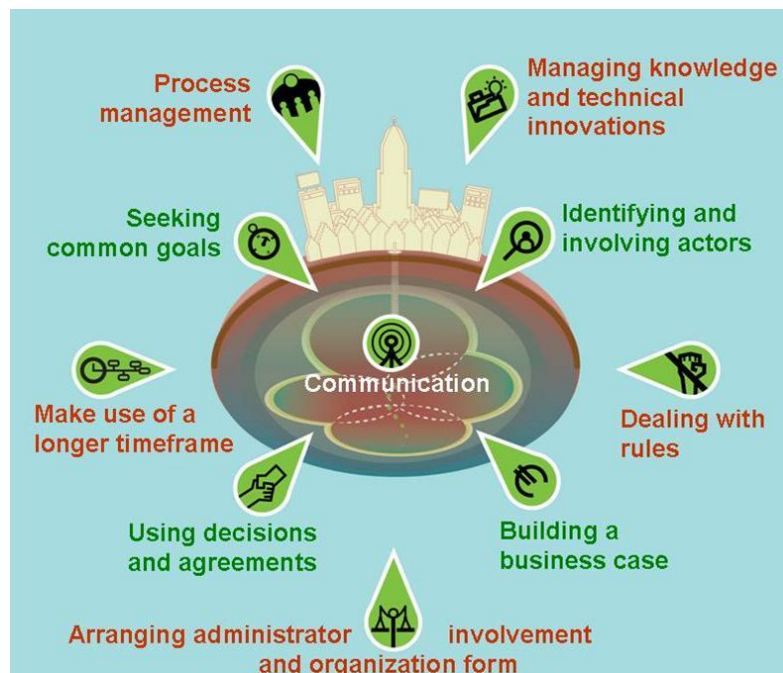 Process
management
Managing knowledge
and technical
innovations
Seeking
common goals
Identifying and
involving actors
Communication
Make use of a
longer timeframe
Dealing with
rules
Using decisions
and agreements
Building a
business case
Arranging administrator involvement
and organization form